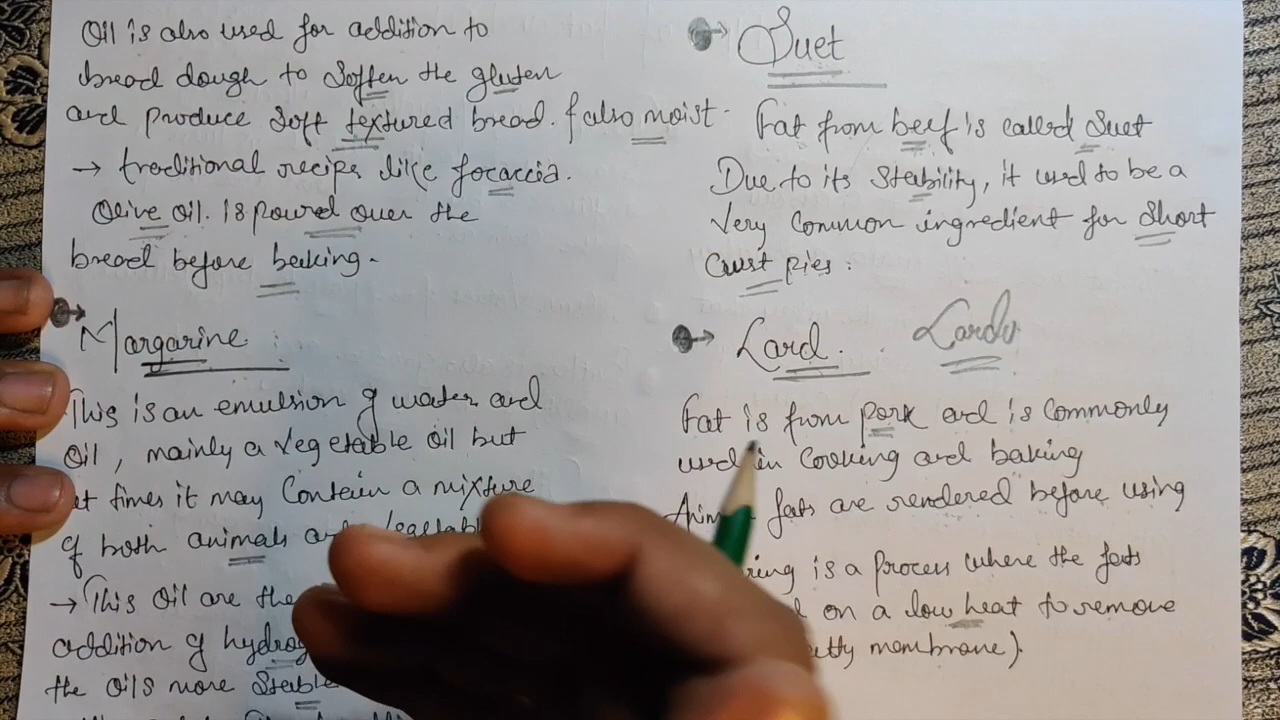 Oil is also used for addition to
bread dough to soften the gluten
and produce soft textured bread. & also moist.
→ traditional recips like focaccia.
Olive oil. is poured over the
bread before baking.
Margarine :
This is an emulsion of water and
oil, mainly a vegetable oil but
at times it may contain a mixture
of both animals and
→ This oil are the
addition of
the oils more stable
Suet
Fat from beef is called suet
Due to its stability, it used to be a
very common ingredient for short
crust pies.
Lard. Lardo
Fat is from pork and is commonly
used in cooking and baking
fats are rendered before using
is a process where the fats
on a low heat to remove
membrane).